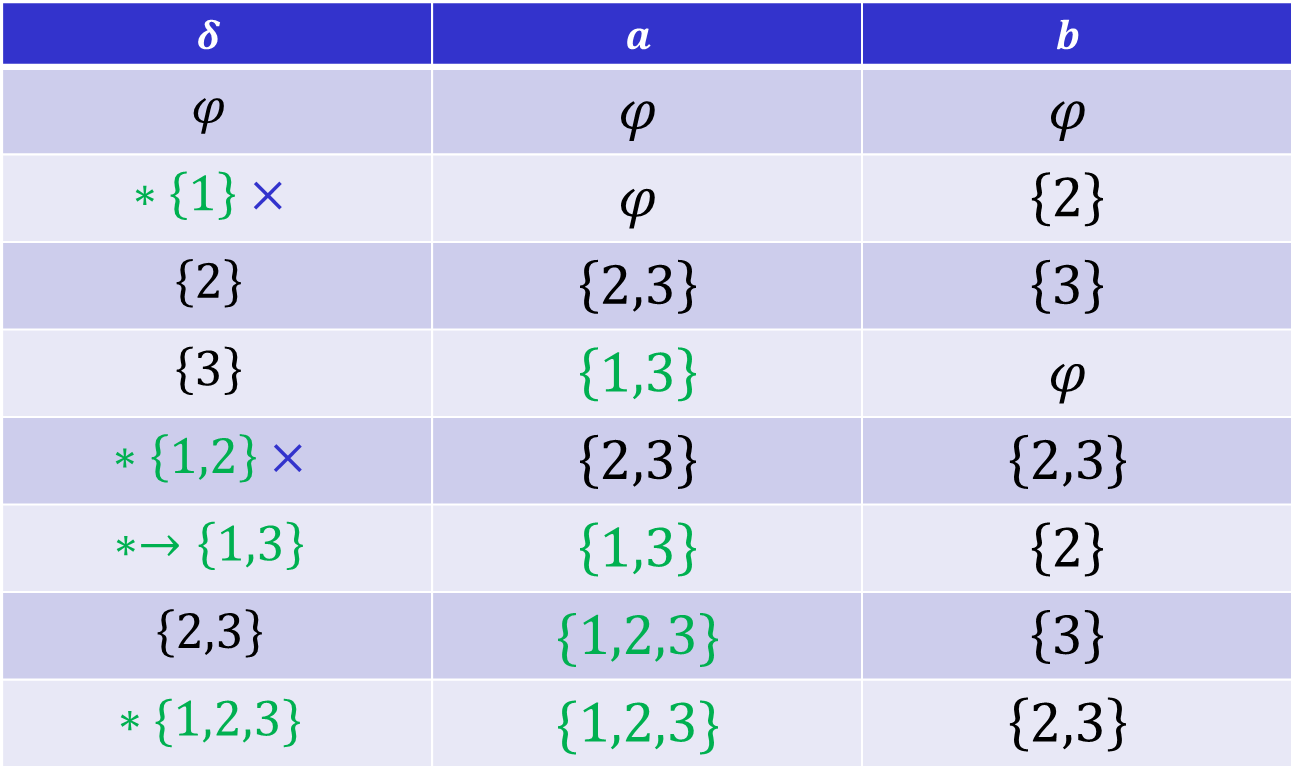 δ a b
φ φ φ
* {1} × φ {2}
{2} {2,3} {3}
{3} {1,3} φ
* {1,2} × {2,3} {2,3}
*→ {1,3} {1,3} {2}
{2,3} {1,2,3} {3}
* {1,2,3} {1,2,3} {2,3}